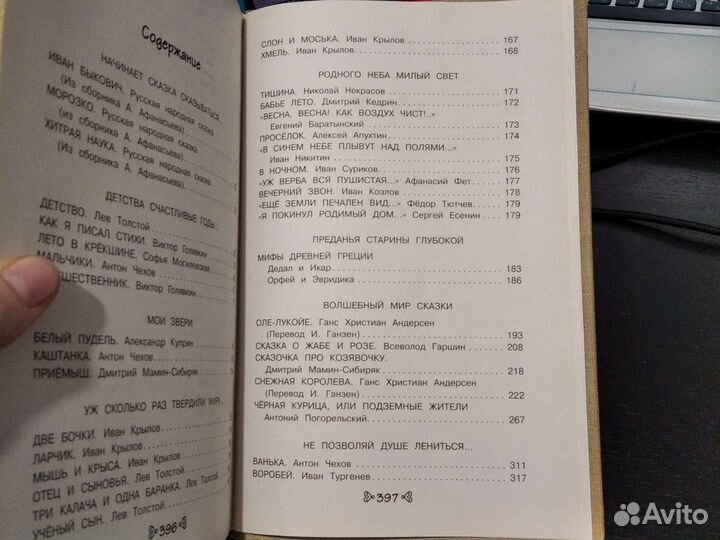 Содержание
НАЧИНАЕТ СКАЗКА СКАЗЫВАТЬСЯ
ИВАН БЫКОВИЧ. Русская народная сказка
(Из сборника А. Афанасьева)
МОРОЗКО. Русская народная сказка
(из сборника А. Афанасьева)
ХИТРАЯ НАУКА. Русская народная сказка
(Из сборника А. Афанасьева)
ДЕТСТВА СЧАСТЛИВЫЕ ГОДЫ...
ДЕТСТВО. Лев Толстой
КАК Я ПИСАЛ СТИХИ. Виктор Голявкин
ЛЕТО В КРЁКШИНЕ. Софья Могилевская
МАЛЬЧИКИ. Антон Чехов
Виктор Голявкин
МОИ ЗВЕРИ
БЕЛЫЙ ПУДЕЛЬ. Александр Куприн
КАШТАНКА. Антон Чехов
ПРИЁМЫШ. Дмитрий Мамин-Сибиряк
УЖ СКОЛЬКО РАЗ ТВЕРДИЛИ МИРУ...
ДВЕ БОЧКИ. Иван Крылов
ЛАРЧИК. Иван Крылов
МЫШЬ И КРЫСА. Иван Крылов
ОТЕЦ И СЫНОВЬЯ. Лев Толстой
ТРИ КАЛАЧА И ОДНА БАРАНКА. Лев Толстой
УЧЁНЫЙ СЫН. Лев Толстой
396
СЛОН И МОСЬКА. Иван Крылов 167
ХМЕЛЬ. Иван Крылов 168
РОДНОГО НЕБА МИЛЫЙ СВЕТ
ТИШИНА. Николай Некрасов 171
БАБЬЕ ЛЕТО. Дмитрий Кедрин 172
«ВЕСНА, ВЕСНА! КАК ВОЗДУХ ЧИСТ!..»
Евгений Баратынский 173
ПРОСЁЛОК. Алексей Апухтин 174
«В СИНЕМ НЕБЕ ПЛЫВУТ НАД ПОЛЯМИ...»
Иван Никитин 175
В НОЧНОМ. Иван Суриков 176
«УЖ ВЕРБА ВСЯ ПУШИСТАЯ...» Афанасий Фет 177
ВЕЧЕРНИЙ ЗВОН. Иван Козлов 178
«ЕЩЁ ЗЕМЛИ ПЕЧАЛЕН ВИД...» Фёдор Тютчев 179
«Я ПОКИНУЛ РОДИМЫЙ ДОМ...» Сергей Есенин 179
ПРЕДАНЬЯ СТАРИНЫ ГЛУБОКОЙ
МИФЫ ДРЕВНЕЙ ГРЕЦИИ
Дедал и Икар 183
Орфей и Эвридика 186
ВОЛШЕБНЫЙ МИР СКАЗКИ
ОЛЕ-ЛУКОЙЕ. Ганс Христиан Андерсен
(Перевод И. Ганзен) 193
СКАЗКА О ЖАБЕ И РОЗЕ. Всеволод Гаршин 208
СКАЗОЧКА ПРО КОЗЯВОЧКУ.
Дмитрий Мамин-Сибиряк 218
СНЕЖНАЯ КОРОЛЕВА. Ганс Христиан Андерсен
(Перевод И. Ганзен) 222
ЧЁРНАЯ КУРИЦА, ИЛИ ПОДЗЕМНЫЕ ЖИТЕЛИ
Антоний Погорельский 267
НЕ ПОЗВОЛЯЙ ДУШЕ ЛЕНИТЬСЯ...
ВАНЬКА. Антон Чехов 311
ВОРОБЕЙ. Иван Тургенев 317
397
Avito